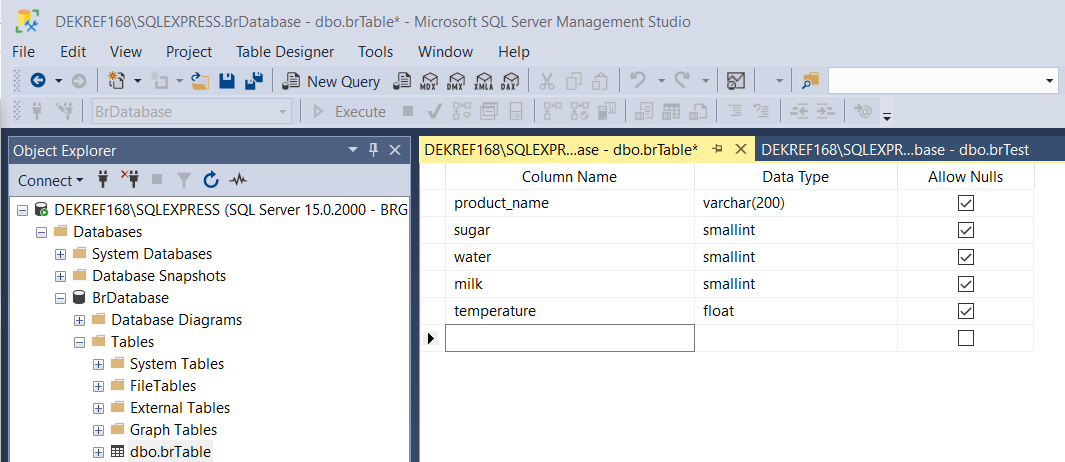 DEKREF168\SQLEXPRESS.BrDatabase - dbo.brTable* - Microsoft SQL Server Management Studio
File Edit View Project Table Designer Tools Window Help
New Query MDX DMX XMLA DAX
BrDatabase Execute
Object Explorer
Connect
DEKREF168\SQLEXPRESS (SQL Server 15.0.2000 - BRG
Databases
System Databases
Database Snapshots
BrDatabase
Database Diagrams
Tables
System Tables
FileTables
External Tables
Graph Tables
dbo.brTable
DEKREF168\SQLEXPR...ase - dbo.brTable* DEKREF168\SQLEXPR...base - dbo.brTest
Column Name Data Type Allow Nulls
product_name varchar(200)
sugar smallint
water smallint
milk smallint
temperature float